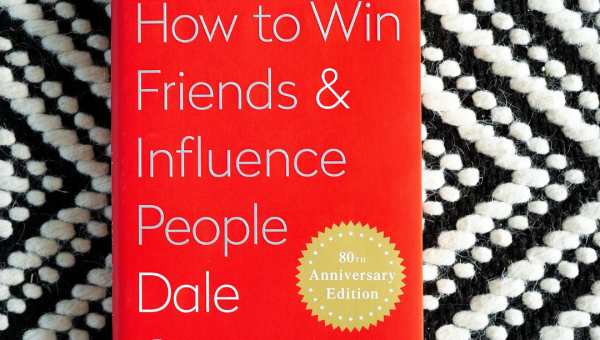 How to Win
Friends &
Influence
People
Dale
80TH
Anniversary
Edition